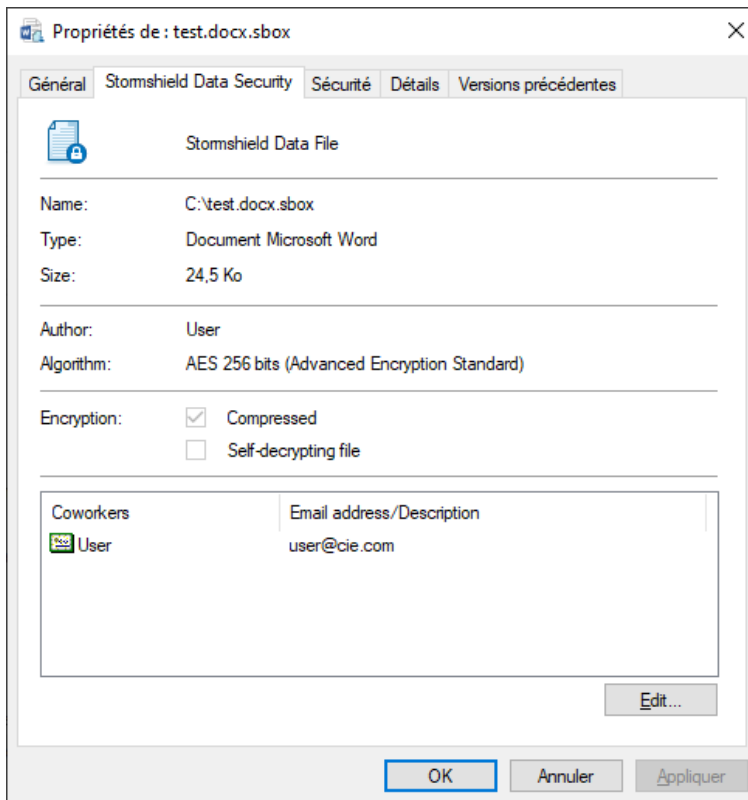 Propriétés de : test.docx.sbox
Général Stormshield Data Security Sécurité Détails Versions précédentes
Stormshield Data File
Name: C:\test.docx.sbox
Type: Document Microsoft Word
Size: 24,5 Ko
Author: User
Algorithm: AES 256 bits (Advanced Encryption Standard)
Encryption: Compressed
Self-decrypting file
Coworkers Email address/Description
User user@cie.com
Edit...
OK Annuler Appliquer